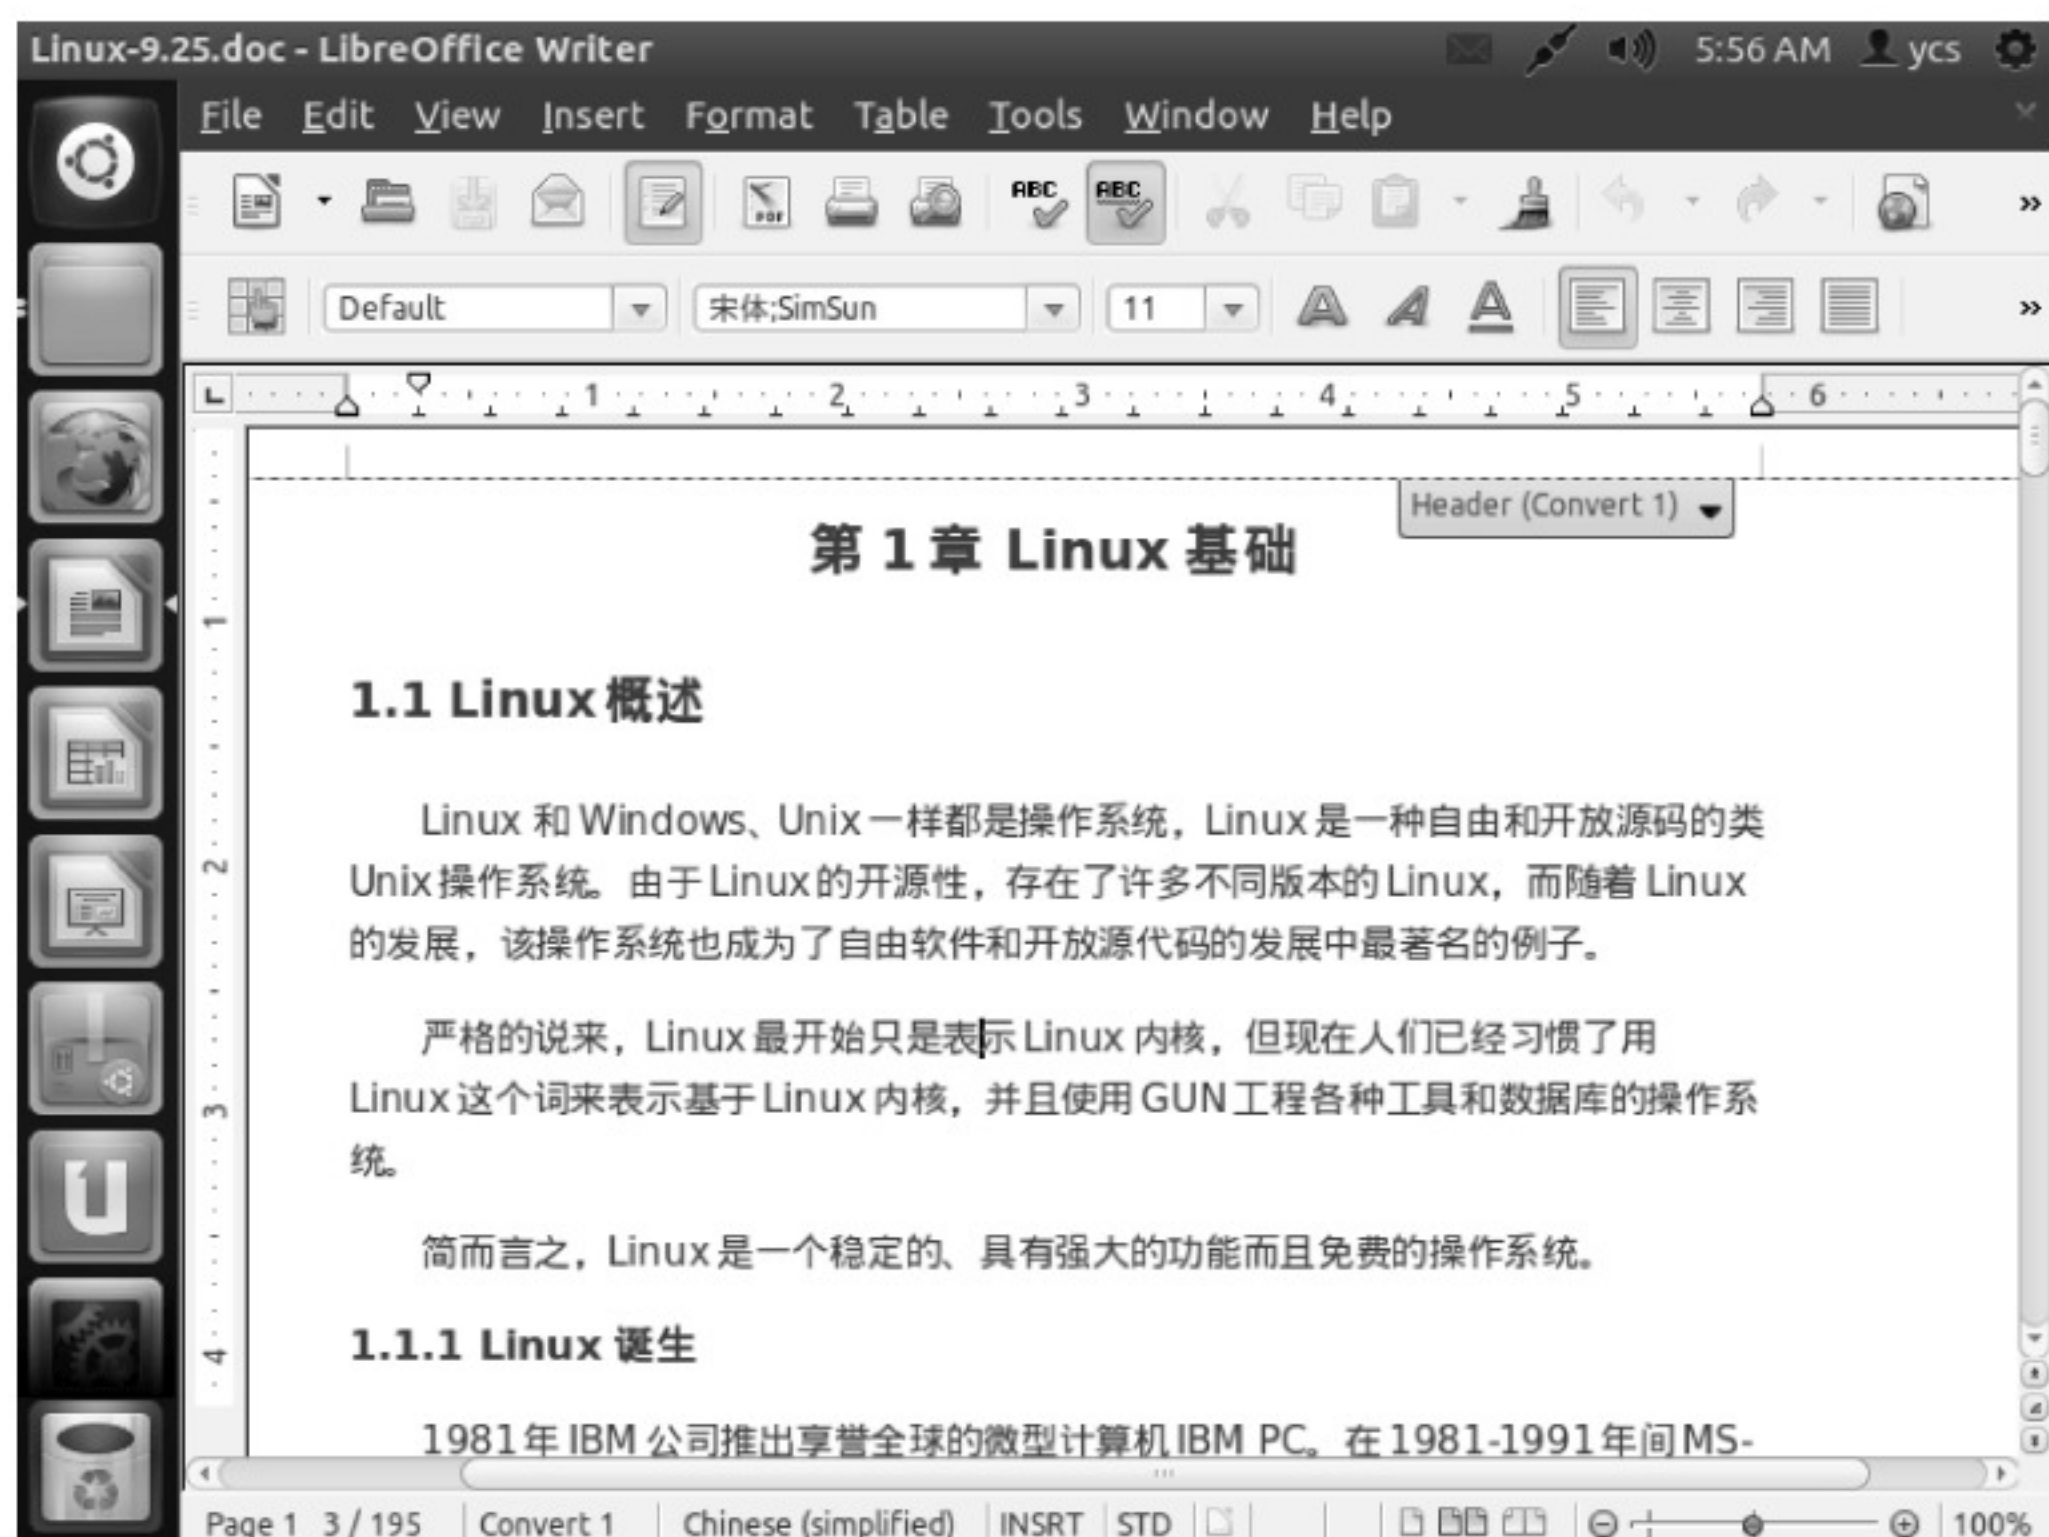 Linux-9.25.doc - LibreOffice Writer
5:56 AM ycs
File Edit View Insert Format Table Tools Window Help
PDF ABC ABC
Default 宋体;SimSun 11
1 2 3 4 5 6
Header (Convert 1)
第 1 章 Linux 基础
1
1.1 Linux 概述
Linux 和 Windows、Unix 一样都是操作系统，Linux 是一种自由和开放源码的类
2
Unix 操作系统。由于 Linux 的开源性，存在了许多不同版本的 Linux，而随着 Linux
的发展，该操作系统也成为了自由软件和开放源代码的发展中最著名的例子。
严格的说来，Linux 最开始只是表示 Linux 内核，但现在人们已经习惯了用
3
Linux 这个词来表示基于 Linux 内核，并且使用 GUN 工程各种工具和数据库的操作系
统。
简而言之，Linux 是一个稳定的、具有强大的功能而且免费的操作系统。
4
1.1.1 Linux 诞生
1981 年 IBM 公司推出享誉全球的微型计算机 IBM PC。在 1981-1991 年间 MS-
Page 1 3 / 195 Convert 1 Chinese (simplified) INSRT STD 100%